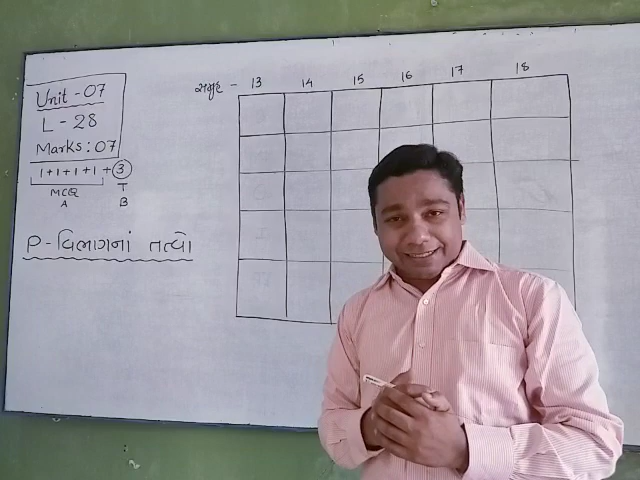 Unit - 07
L - 28
Marks : 07
1+1+1+1+3
MCQ T
A B
P - વિભાગનાં તત્વો
સમૂહ - 13 14 15 16 17 18